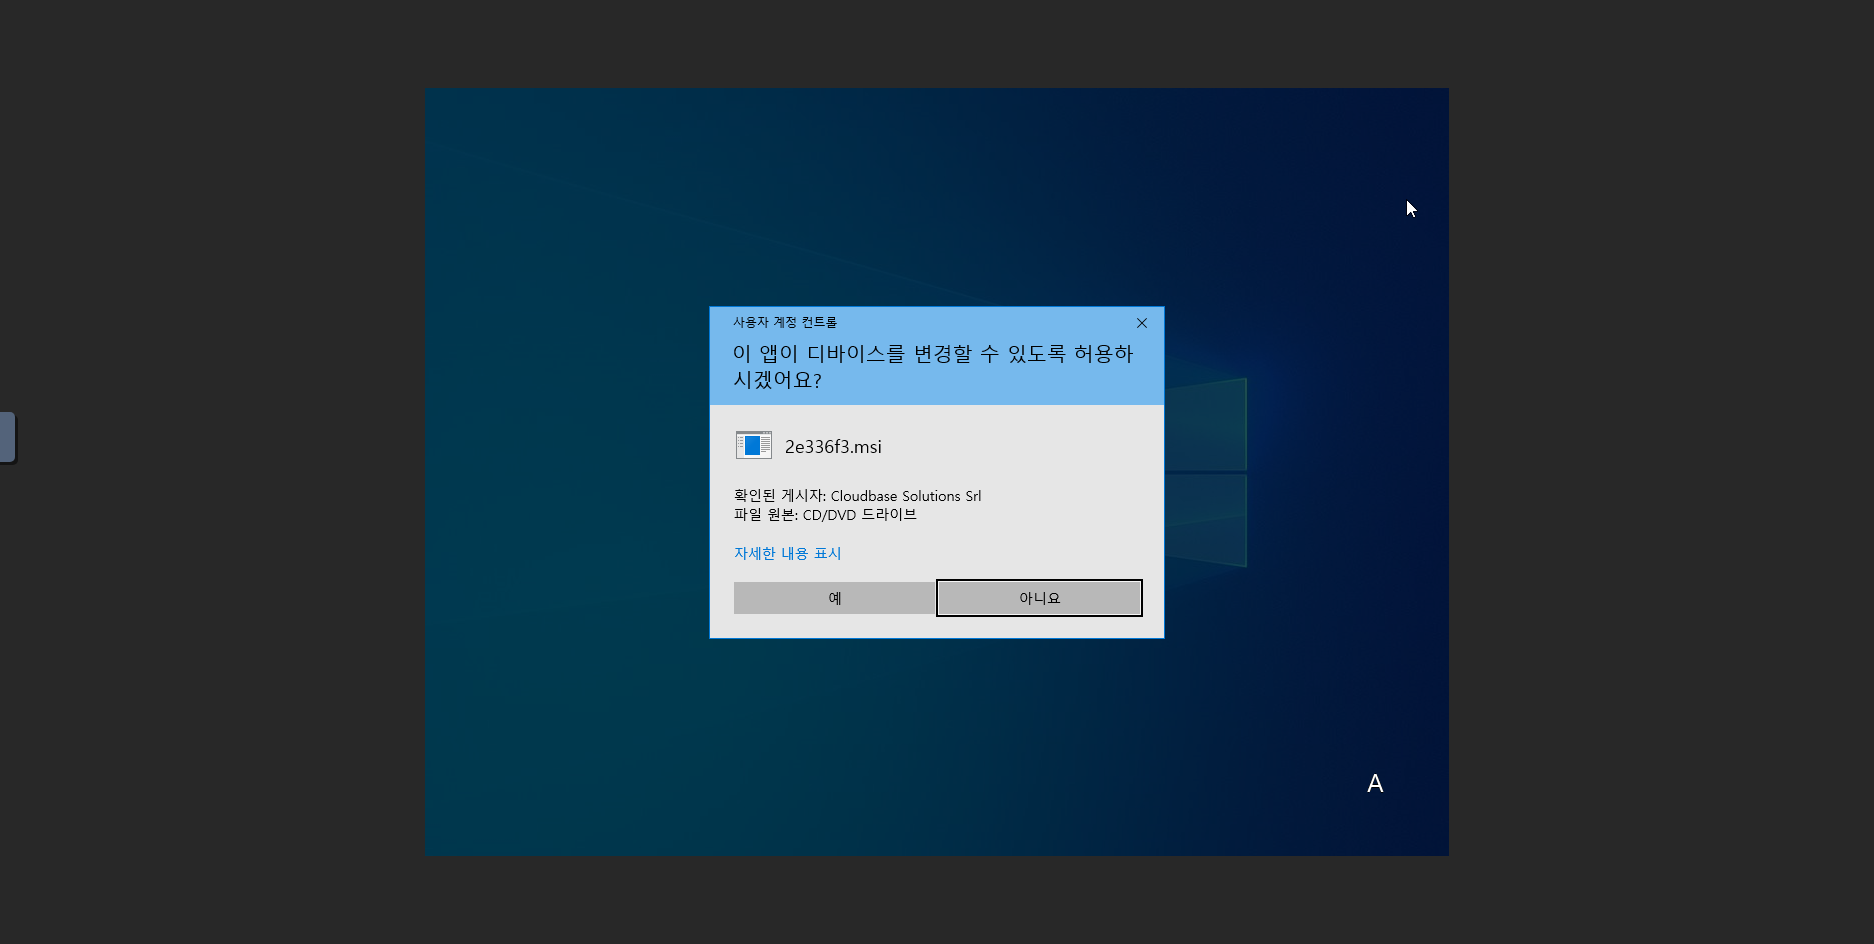 사용자 계정 컨트롤
이 앱이 디바이스를 변경할 수 있도록 허용하
시겠어요?
2e336f3.msi
확인된 게시자: Cloudbase Solutions Srl
파일 원본: CD/DVD 드라이브
자세한 내용 표시
예
아니요
A